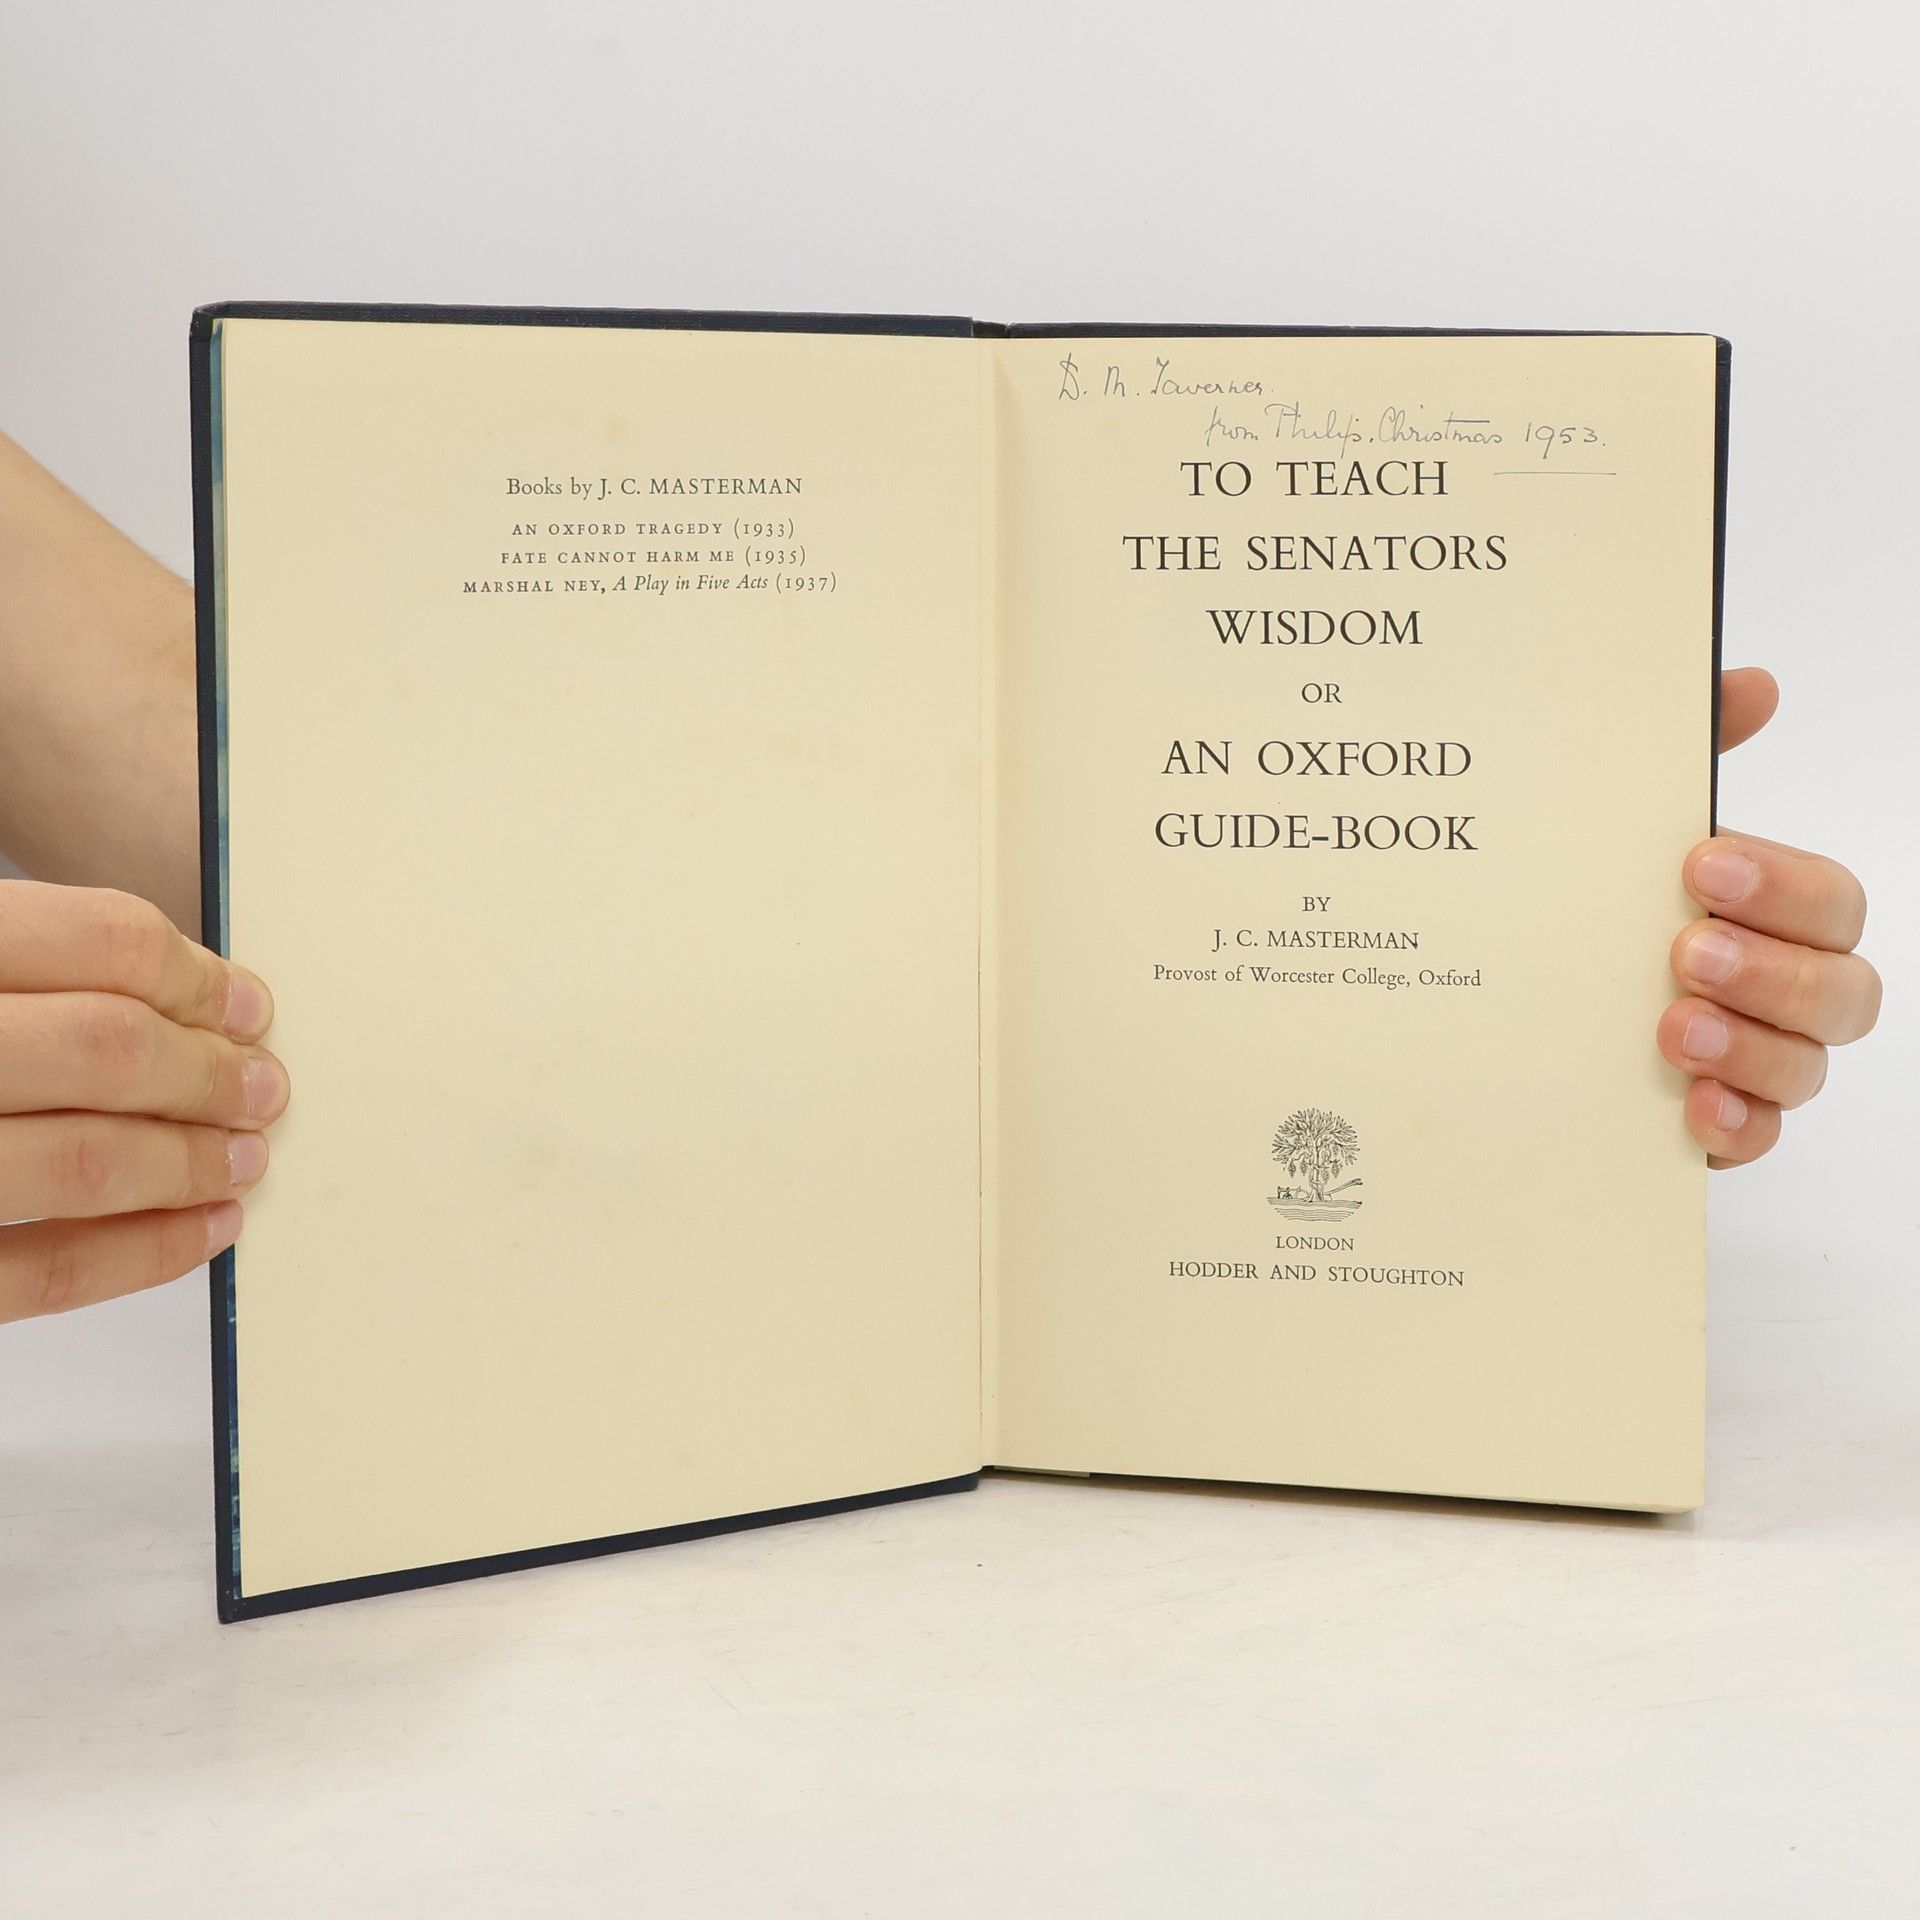 Books by J. C. MASTERMAN
AN OXFORD TRAGEDY (1933)
FATE CANNOT HARM ME (1935)
MARSHAL NEY, A Play in Five Acts (1937)
D. M. Taverner.
from Philip. Christmas 1953.
TO TEACH
THE SENATORS
WISDOM
OR
AN OXFORD
GUIDE-BOOK
BY
J. C. MASTERMAN
Provost of Worcester College, Oxford
LONDON
HODDER AND STOUGHTON